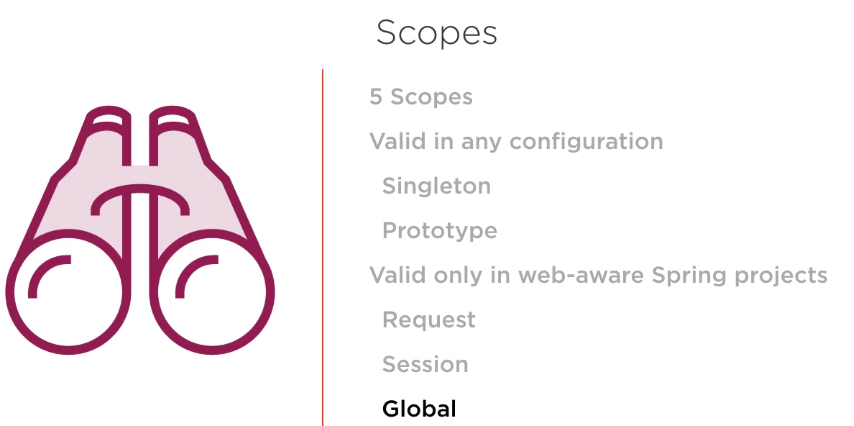 Scopes
5 Scopes
Valid in any configuration
Singleton
Prototype
Valid only in web-aware Spring projects
Request
Session
Global